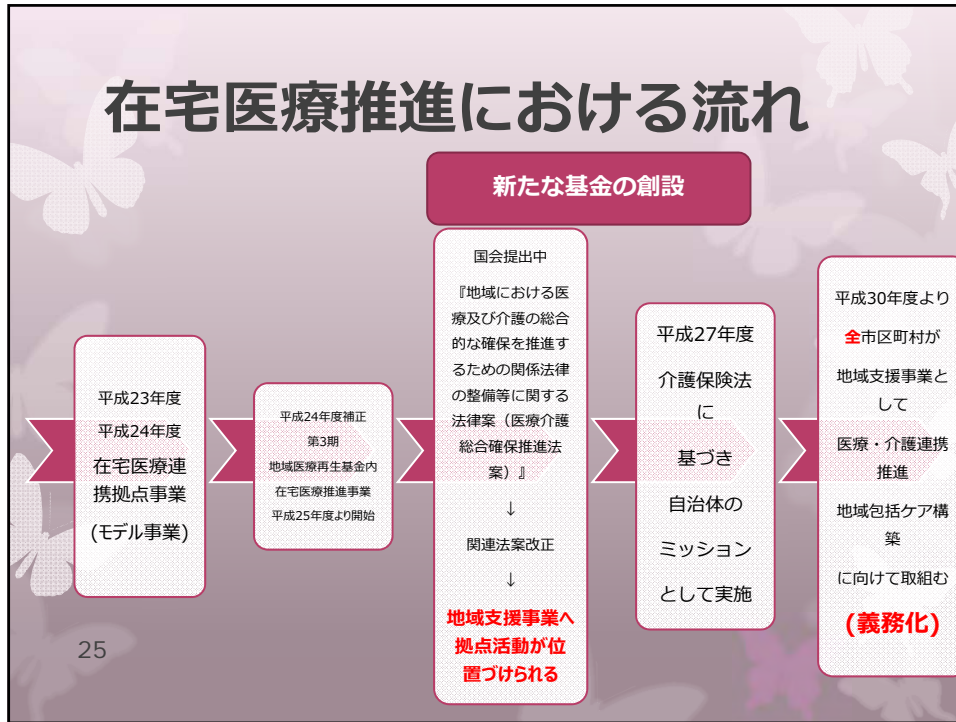 在宅医療推進における流れ
新たな基金の創設
平成23年度
平成24年度
在宅医療連
携拠点事業
(モデル事業)
平成24年度補正
第3期
地域医療再生基金内
在宅医療推進事業
平成25年度より開始
国会提出中
『地域における医
療及び介護の総合
的な確保を推進す
るための関係法律
の整備等に関する
法律案（医療介護
総合確保推進法
案）』
↓
関連法案改正
↓
地域支援事業へ
拠点活動が位
置づけられる
平成27年度
介護保険法
に
基づき
自治体の
ミッション
として実施
平成30年度より
全市区町村が
地域支援事業と
して
医療・介護連携
推進
地域包括ケア構
築
に向けて取組む
(義務化)
25